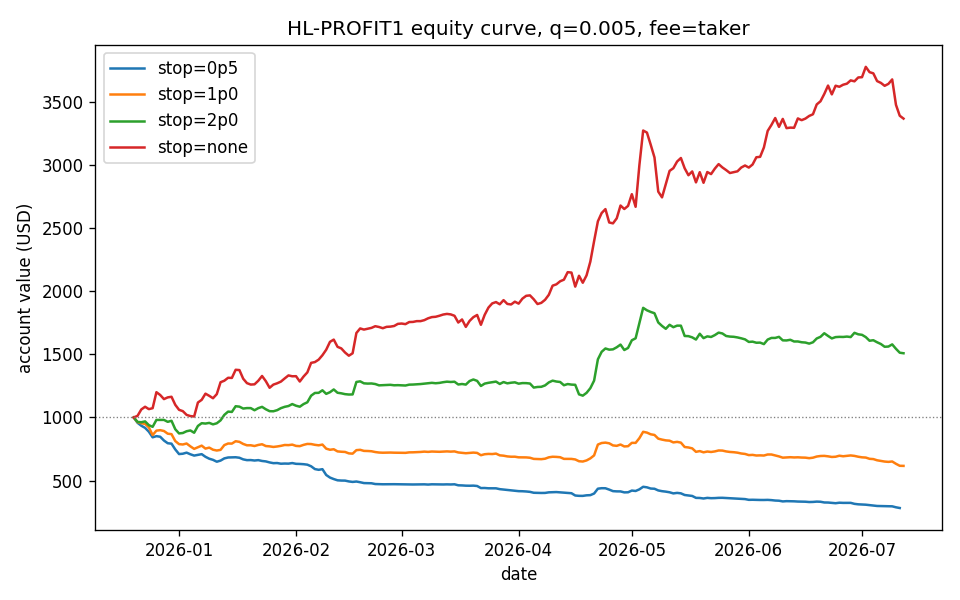 HL-PROFIT1 equity curve, q=0.005, fee=taker
stop=0p5
stop=1p0
stop=2p0
stop=none
account value (USD)
3500
3000
2500
2000
1500
1000
500
2026-01
2026-02
2026-03
2026-04
2026-05
2026-06
2026-07
date